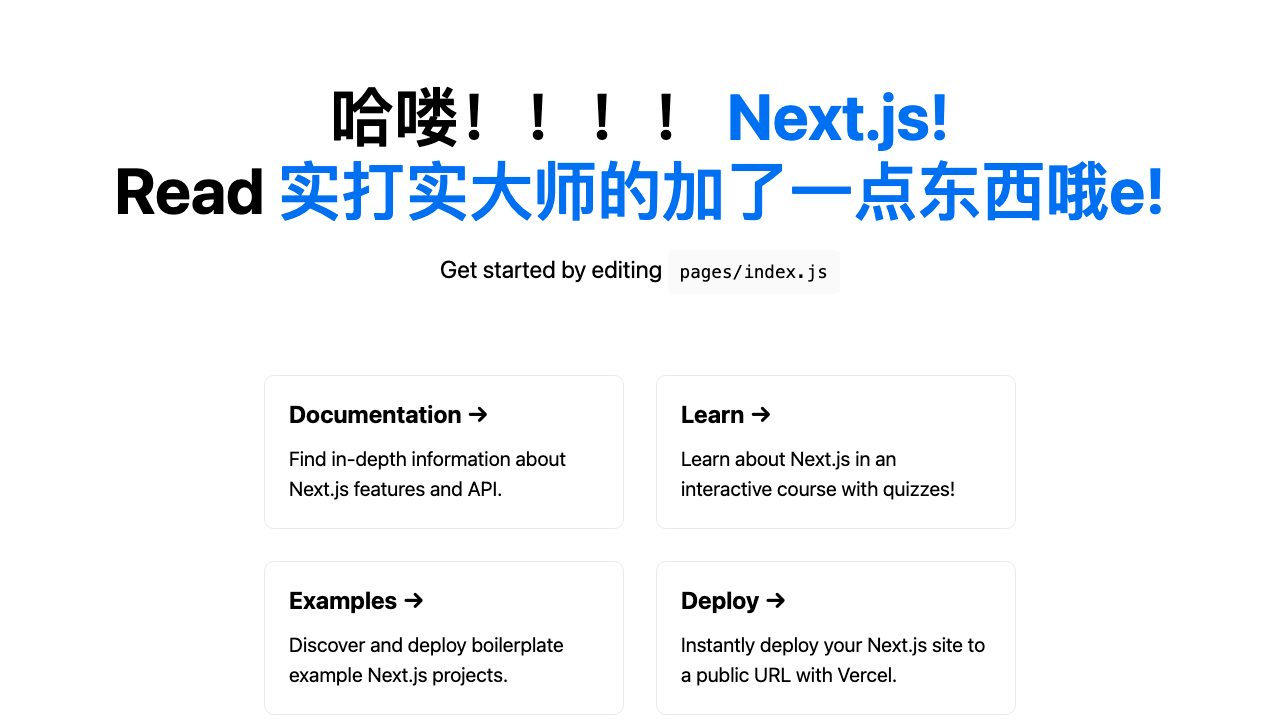 哈喽！！！！ Next.js!
Read 实打实大师的加了一点东西哦e!
Get started by editing pages/index.js
Documentation →
Find in-depth information about
Next.js features and API.
Learn →
Learn about Next.js in an
interactive course with quizzes!
Examples →
Discover and deploy boilerplate
example Next.js projects.
Deploy →
Instantly deploy your Next.js site to
a public URL with Vercel.